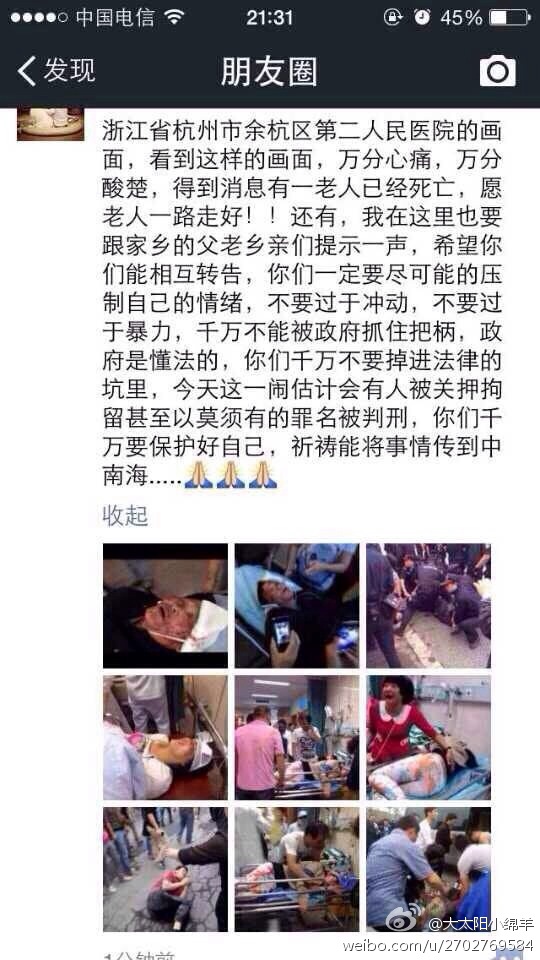 中国电信
21:31
45%
发现
朋友圈
浙江省杭州市余杭区第二人民医院的画
面，看到这样的画面，万分心痛，万分
酸楚，得到消息有一老人已经死亡，愿
老人一路走好！！还有，我在这里也要
跟家乡的父老乡亲们提示一声，希望你
们能相互转告，你们一定要尽可能的压
制自己的情绪，不要过于冲动，不要过
于暴力，千万不能被政府抓住把柄，政
府是懂法的，你们千万不要掉进法律的
坑里，今天这一闹估计会有人被关押拘
留甚至以莫须有的罪名被判刑，你们千
万要保护好自己，祈祷能将事情传到中
南海.....🙏🙏🙏
收起
@大太阳小绵羊
weibo.com/u/2702769584
1分钟前